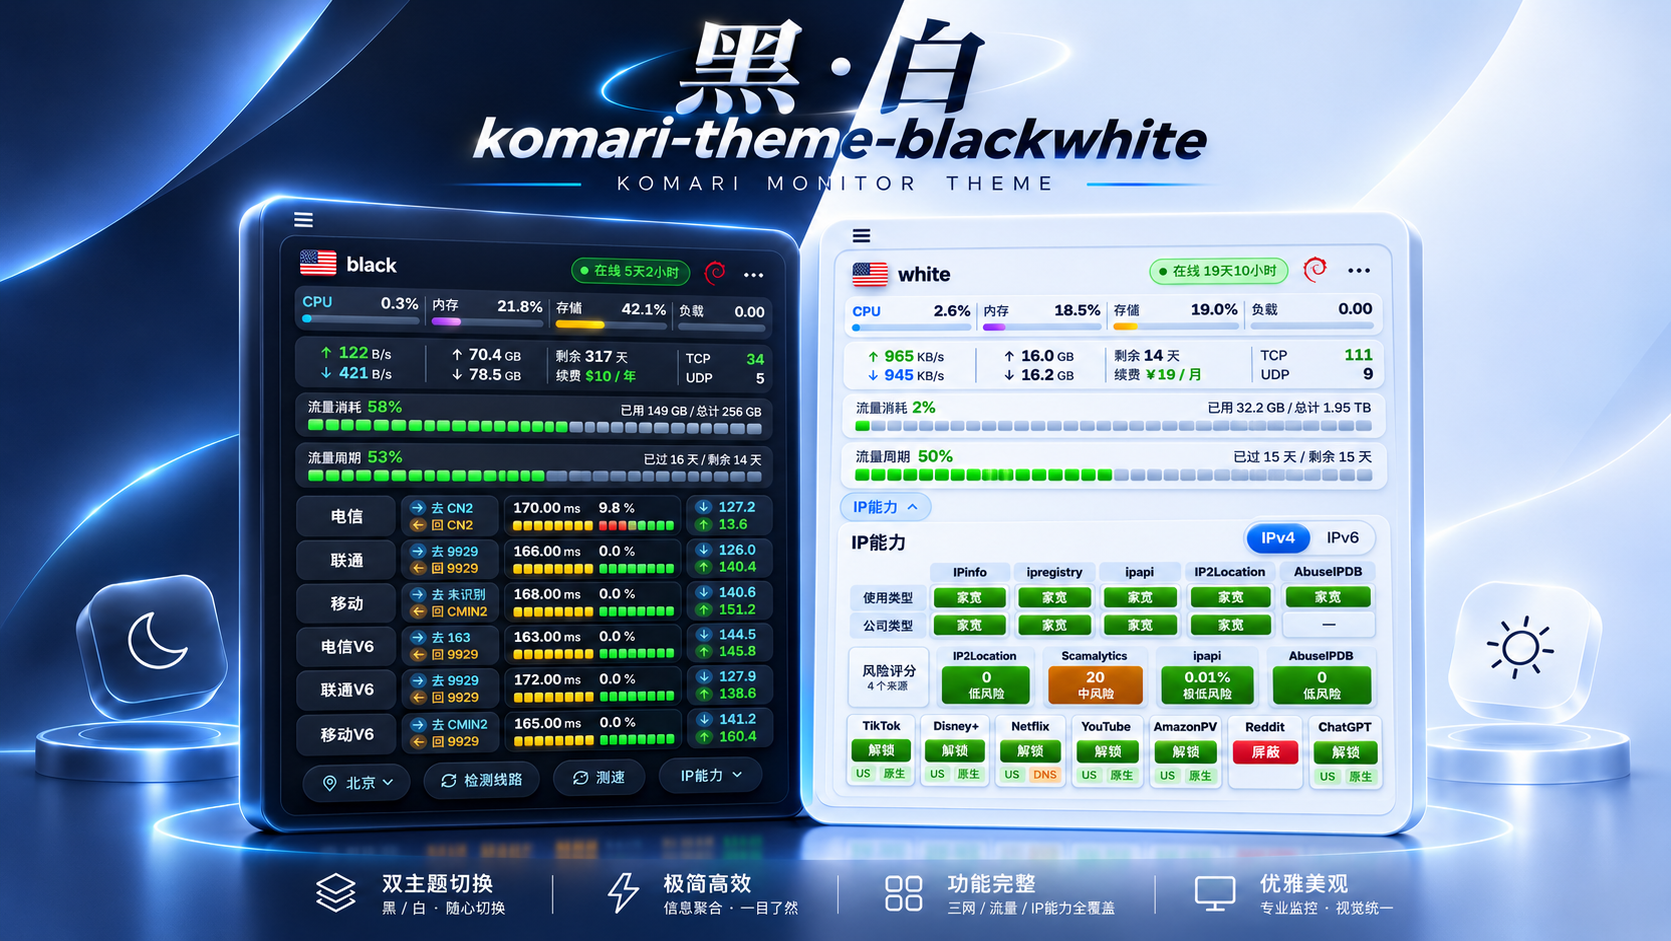 黑·白
komari-theme-blackwhite
KOMARI MONITOR THEME
black
在线 5天2小时
CPU 0.3%
内存 21.8%
存储 42.1%
负载 0.00
↑ 122 B/s
↓ 421 B/s
↑ 70.4 GB
↓ 78.5 GB
剩余 317 天
续费 $10 / 年
TCP 34
UDP 5
流量消耗 58%
已用 149 GB / 总计 256 GB
流量周期 53%
已过 16 天 / 剩余 14 天
电信
→ 去 CN2
← 回 CN2
170.00 ms 9.8 %
↓ 127.2
↑ 13.6
联通
→ 去 9929
← 回 9929
166.00 ms 0.0 %
↓ 126.0
↑ 140.4
移动
→ 去 未识别
← 回 CMIN2
168.00 ms 0.0 %
↓ 140.6
↑ 151.2
电信V6
→ 去 163
← 回 9929
163.00 ms 0.0 %
↓ 144.5
↑ 145.8
联通V6
→ 去 9929
← 回 9929
172.00 ms 0.0 %
↓ 127.9
↑ 138.6
移动V6
→ 去 CMIN2
← 回 9929
165.00 ms 0.0 %
↓ 141.2
↑ 160.4
北京
检测线路
测速
IP能力
white
在线 19天10小时
CPU 2.6%
内存 18.5%
存储 19.0%
负载 0.00
↑ 965 KB/s
↓ 945 KB/s
↑ 16.0 GB
↓ 16.2 GB
剩余 14 天
续费 ¥19 / 月
TCP 111
UDP 9
流量消耗 2%
已用 32.2 GB / 总计 1.95 TB
流量周期 50%
已过 15 天 / 剩余 15 天
IP能力
IP能力
IPv4 IPv6
IPinfo ipregistry ipapi IP2Location AbuseIPDB
使用类型 家宽 家宽 家宽 家宽 家宽
公司类型 家宽 家宽 家宽 家宽 —
风险评分
4个来源
IP2Location Scamalytics ipapi AbuseIPDB
0 20 0.01% 0
低风险 中风险 极低风险 低风险
TikTok Disney+ Netflix YouTube AmazonPV Reddit ChatGPT
解锁 解锁 解锁 解锁 解锁 屏蔽 解锁
US 原生 US 原生 US DNS US 原生 US 原生 US 原生
双主题切换
黑 / 白 · 随心切换
极简高效
信息聚合 · 一目了然
功能完整
三网 / 流量 / IP能力全覆盖
优雅美观
专业监控 · 视觉统一